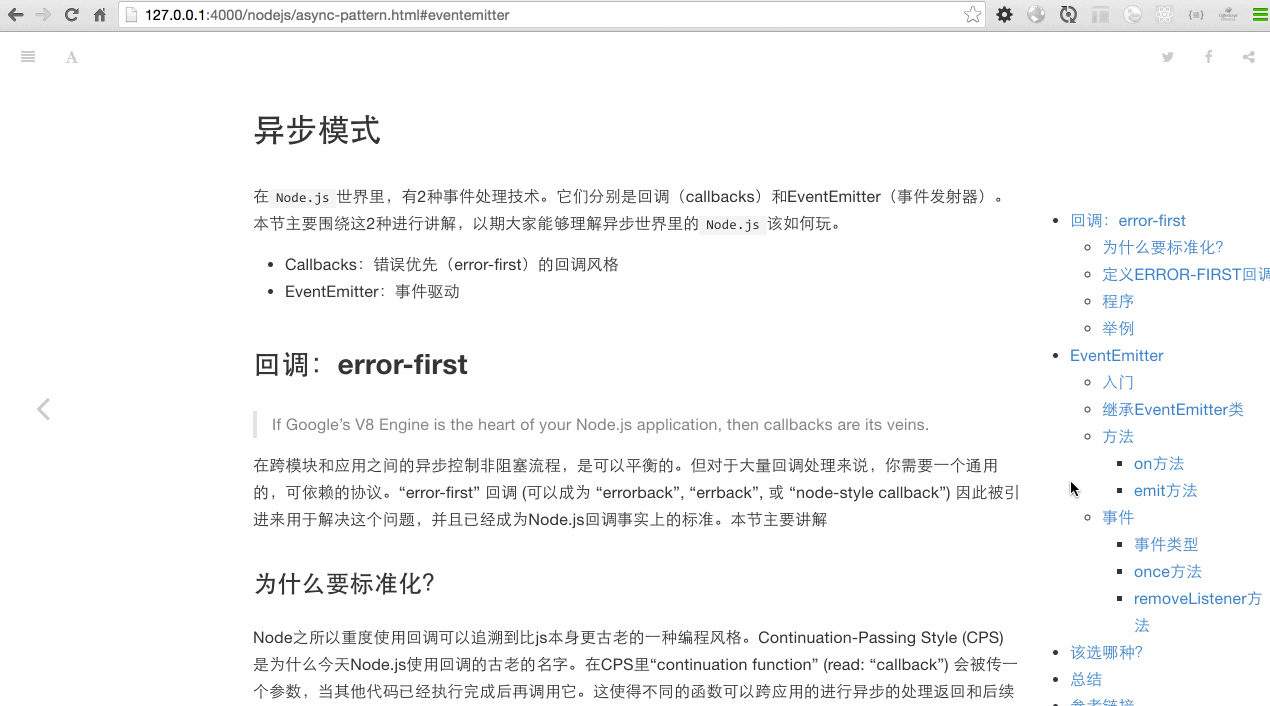 127.0.0.1:4000/nodejs/async-pattern.html#eventemitter
A
异步模式
在 Node.js 世界里，有2种事件处理技术。它们分别是回调（callbacks）和EventEmitter（事件发射器）。
本节主要围绕这2种进行讲解，以期大家能够理解异步世界里的 Node.js 该如何玩。
• Callbacks：错误优先（error-first）的回调风格
• EventEmitter：事件驱动
回调：error-first
If Google’s V8 Engine is the heart of your Node.js application, then callbacks are its veins.
在跨模块和应用之间的异步控制非阻塞流程，是可以平衡的。但对于大量回调处理来说，你需要一个通用
的，可依赖的协议。“error-first” 回调 (可以成为 “errorback”, “errback”, 或 “node-style callback”) 因此被引
进来用于解决这个问题，并且已经成为Node.js回调事实上的标准。本节主要讲解
为什么要标准化？
Node之所以重度使用回调可以追溯到比js本身更古老的一种编程风格。Continuation-Passing Style (CPS)
是为什么今天Node.js使用回调的古老的名字。在CPS里“continuation function” (read: “callback”) 会被传一
个参数，当其他代码已经执行完成后再调用它。这使得不同的函数可以跨应用的进行异步的处理返回和后续
回调：error-first
为什么要标准化？
定义ERROR-FIRST回调
程序
举例
EventEmitter
入门
继承EventEmitter类
方法
on方法
emit方法
事件
事件类型
once方法
removeListener方
法
该选哪种？
总结
参考链接